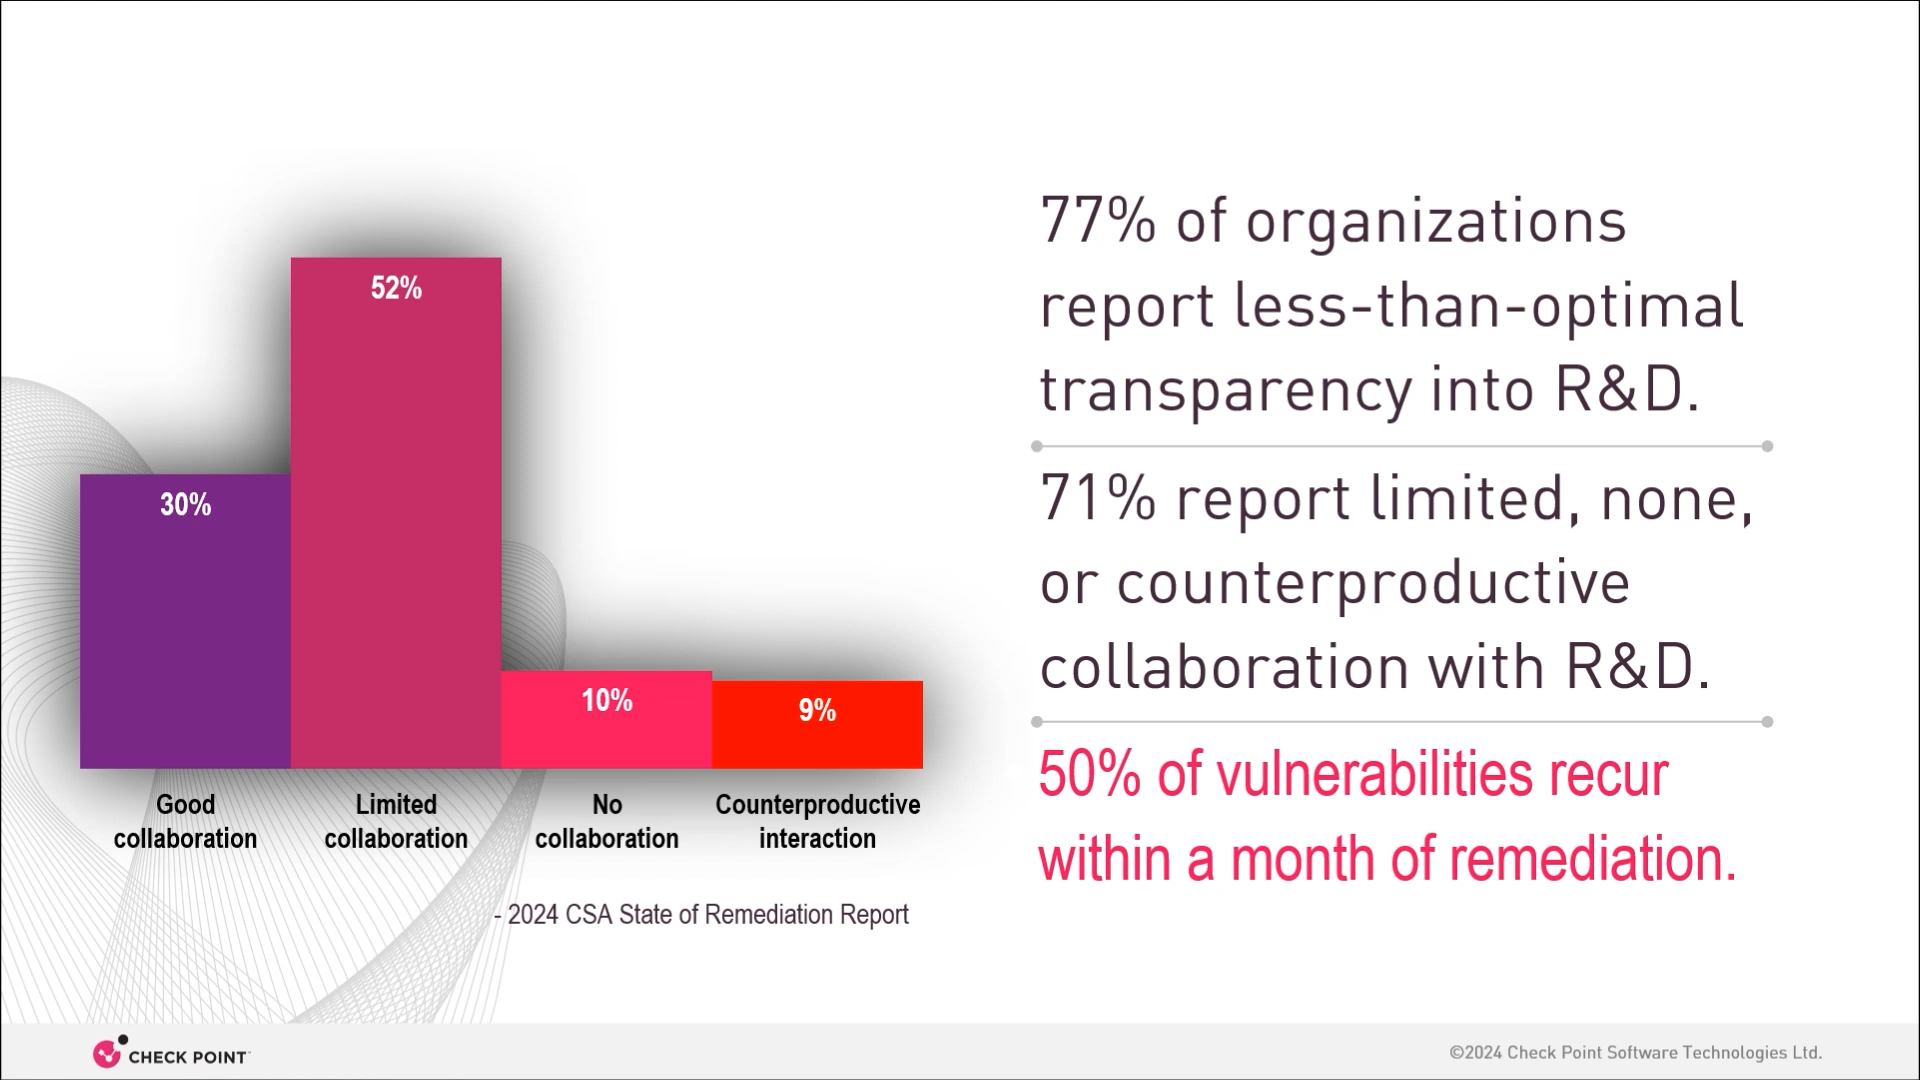 52%
30%
10%
9%
Good
collaboration
Limited
collaboration
No
collaboration
Counterproductive
interaction
- 2024 CSA State of Remediation Report
77% of organizations
report less-than-optimal
transparency into R&D.
71% report limited, none,
or counterproductive
collaboration with R&D.
50% of vulnerabilities recur
within a month of remediation.
CHECK POINT
©2024 Check Point Software Technologies Ltd.